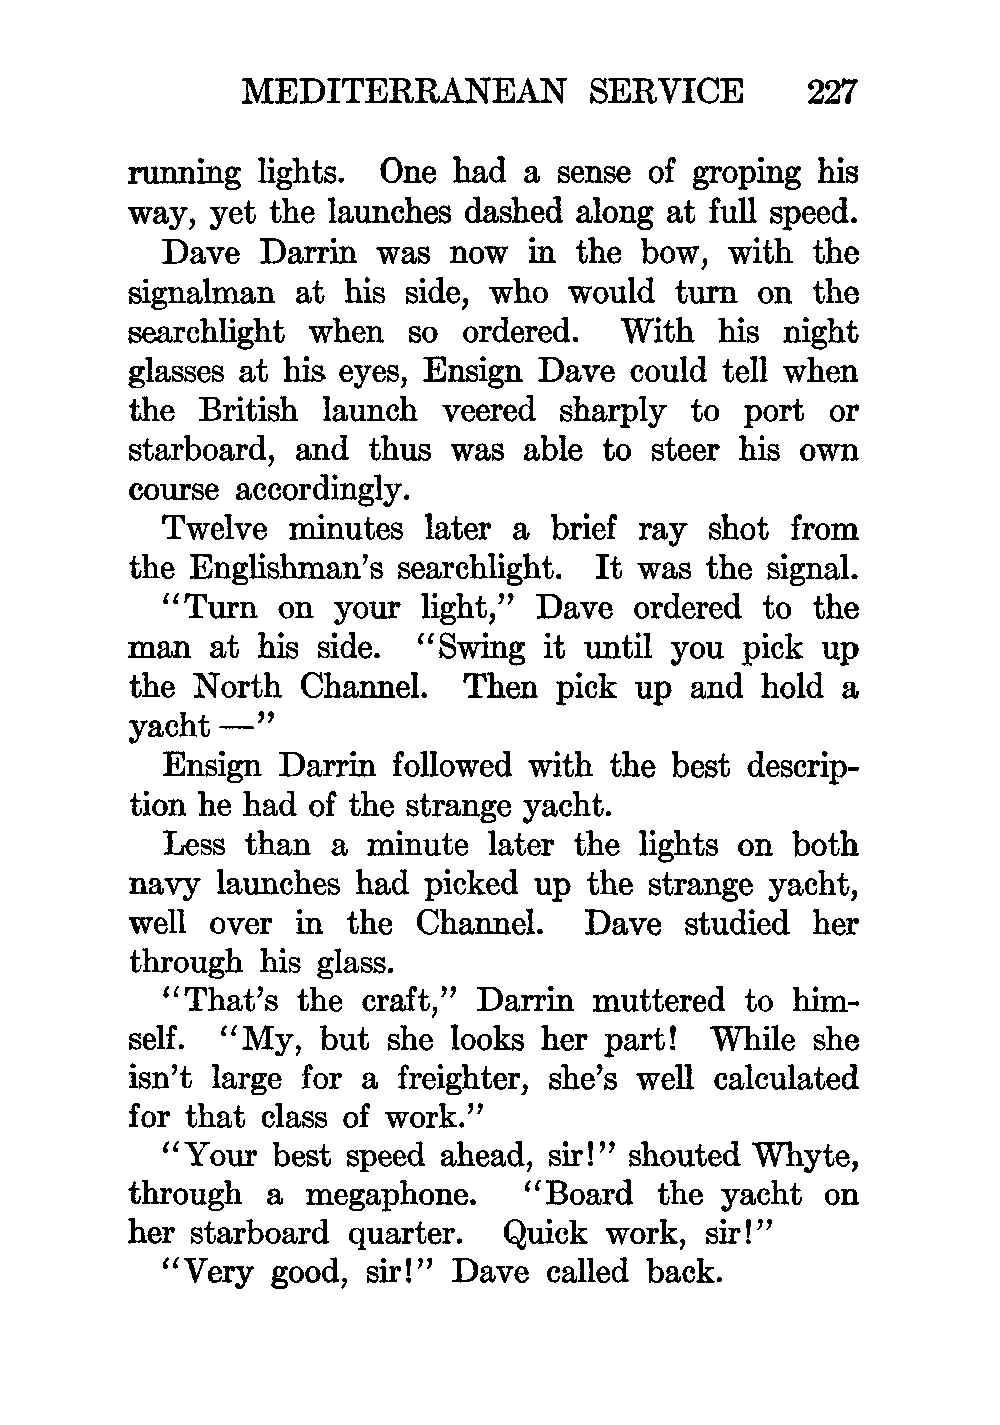 MEDITERRANEAN SERVICE 227
running lights. One had a sense of groping his
way, yet the launches dashed along at full speed.
Dave Darrin was now in the bow, with the
signalman at his side, who would turn on the
searchlight when so ordered. With his night
glasses at his eyes, Ensign Dave could tell when
the British launch veered sharply to port or
starboard, and thus was able to steer his own
course accordingly.
Twelve minutes later a brief ray shot from
the Englishman's searchlight. It was the signal.
"Turn on your light," Dave ordered to the
man at his side. "Swing it until you pick up
the North Channel. Then pick up and hold a
yacht —"
Ensign Darrin followed with the best descrip-
tion he had of the strange yacht.
Less than a minute later the lights on both
navy launches had picked up the strange yacht,
well over in the Channel. Dave studied her
through his glass.
"That's the craft," Darrin muttered to him-
self. "My, but she looks her part! While she
isn't large for a freighter, she's well calculated
for that class of work."
"Your best speed ahead, sir!" shouted Whyte,
through a megaphone. "Board the yacht on
her starboard quarter. Quick work, sir!"
"Very good, sir!" Dave called back.